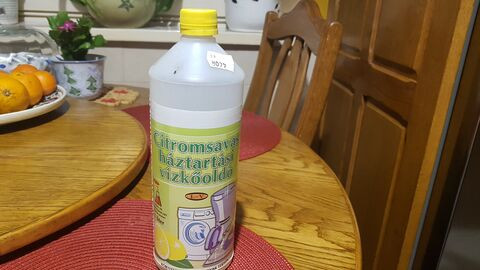 Citromsavas
háztartási
vízkőoldó